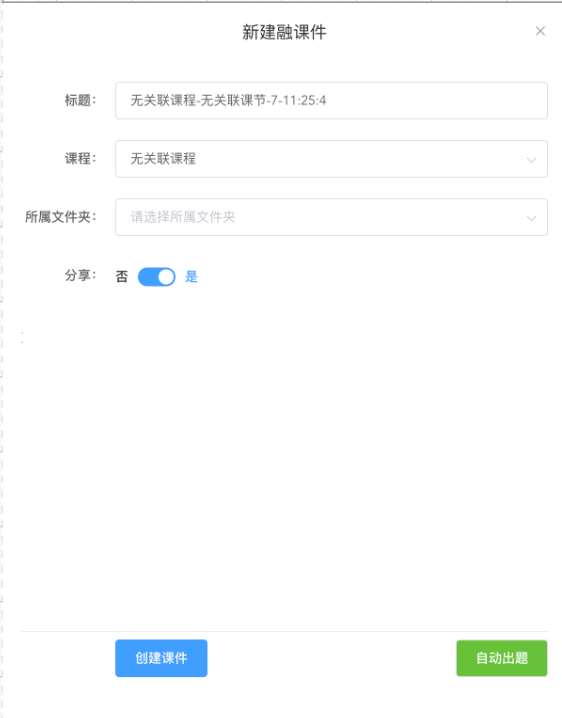 新建融课件
标题： 无关联课程-无关联课节-7-11:25:4
课程： 无关联课程
所属文件夹： 请选择所属文件夹
分享： 否 是
创建课件 自动出题